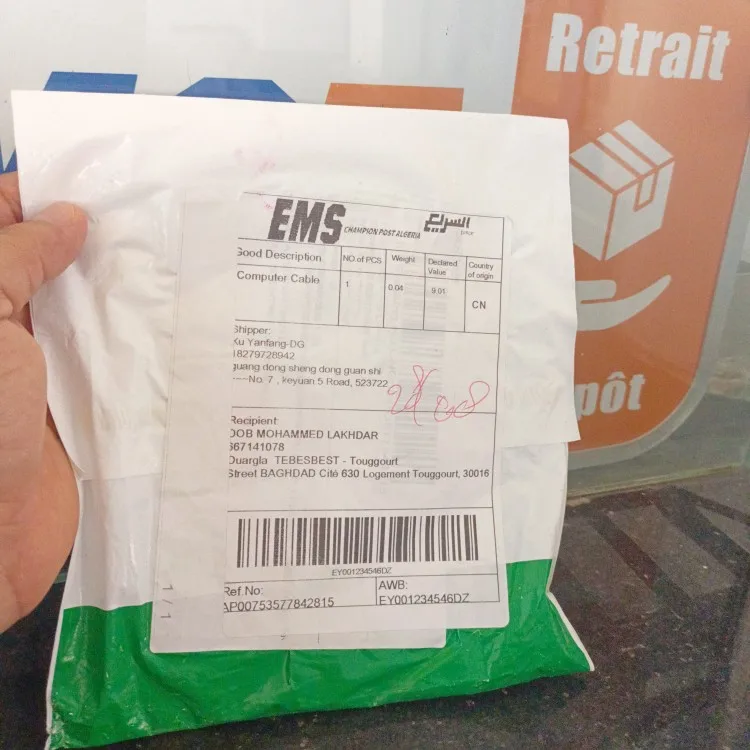 Retrait
EMS CHAMPION POST ALGERIA السريع
Good Description NO.of PCS Weight Declared Value Country of origin
Computer Cable 1 0.04 9.01 CN
Shipper:
Xu Yanfang-DG
18279728942
guang dong sheng dong guan shi
----No. 7 , keyuan 5 Road, 523722
Recipient:
OOB MOHAMMED LAKHDAR
667141078
Ouargla TEBESBEST - Touggourt
Street BAGHDAD Cité 630 Logement Touggourt, 30016
EY001234546DZ
Ref No: AWB:
AP00753577842815 EY001234546DZ
1 / 1
pôt